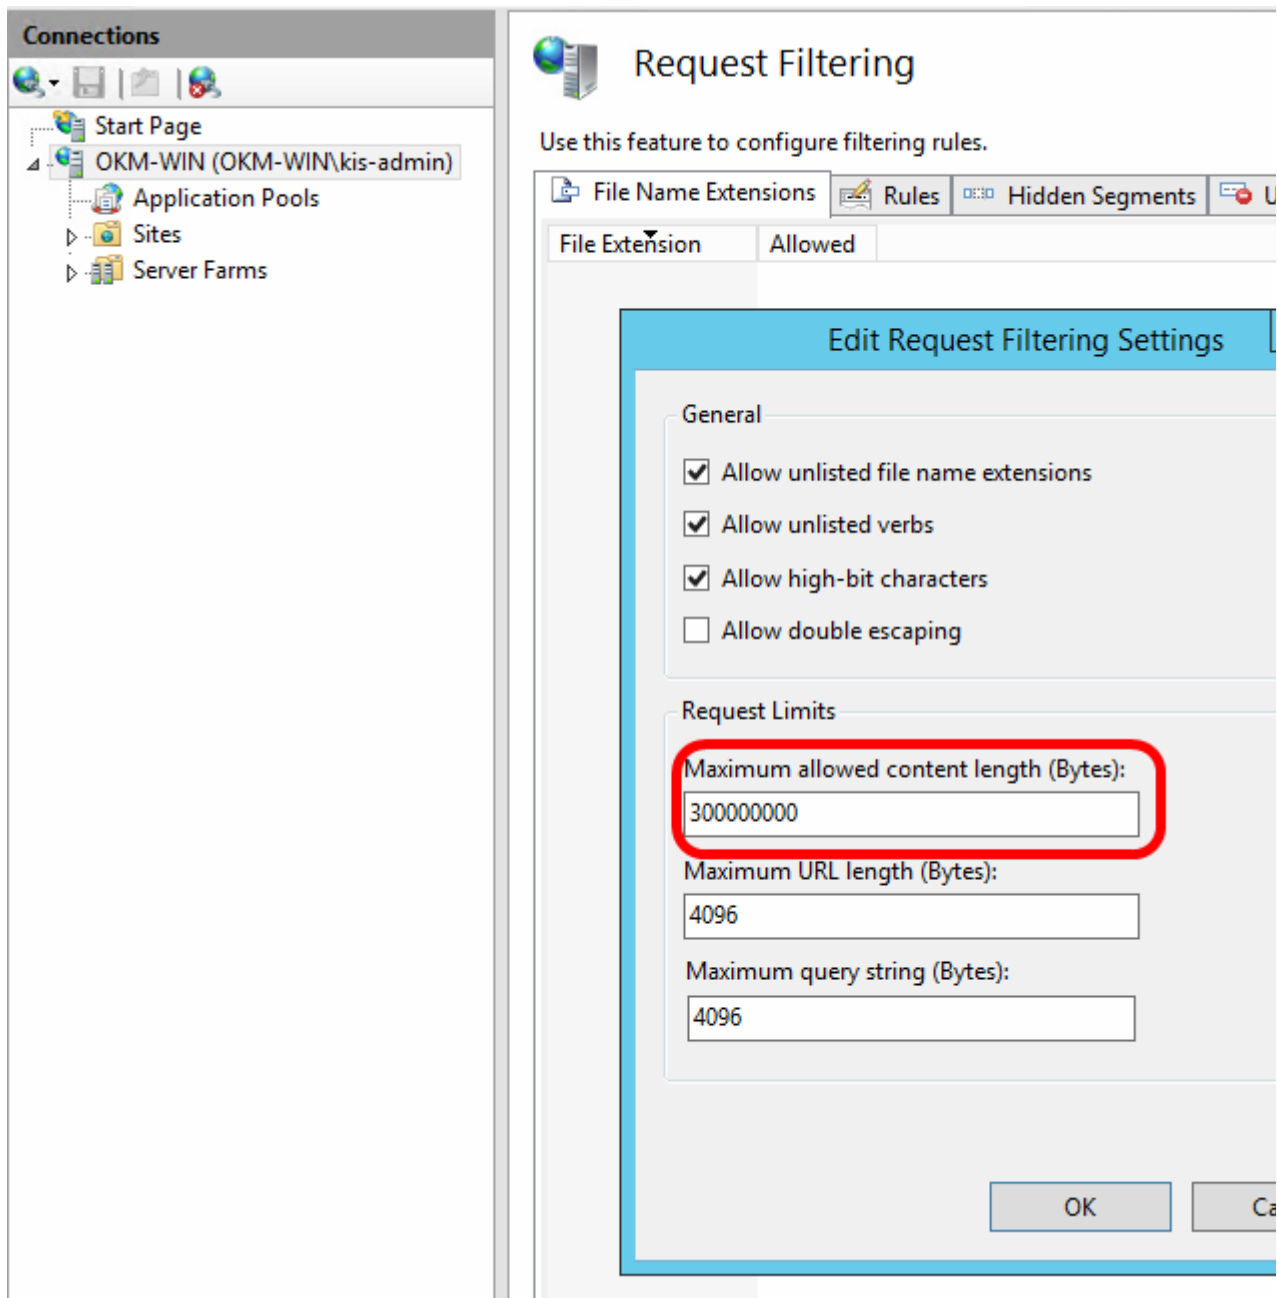 Connections
Start Page
OKM-WIN (OKM-WIN\kis-admin)
Application Pools
Sites
Server Farms
Request Filtering
Use this feature to configure filtering rules.
File Name Extensions Rules Hidden Segments U
File Extension Allowed
Edit Request Filtering Settings
General
Allow unlisted file name extensions
Allow unlisted verbs
Allow high-bit characters
Allow double escaping
Request Limits
Maximum allowed content length (Bytes):
300000000
Maximum URL length (Bytes):
4096
Maximum query string (Bytes):
4096
OK Ca